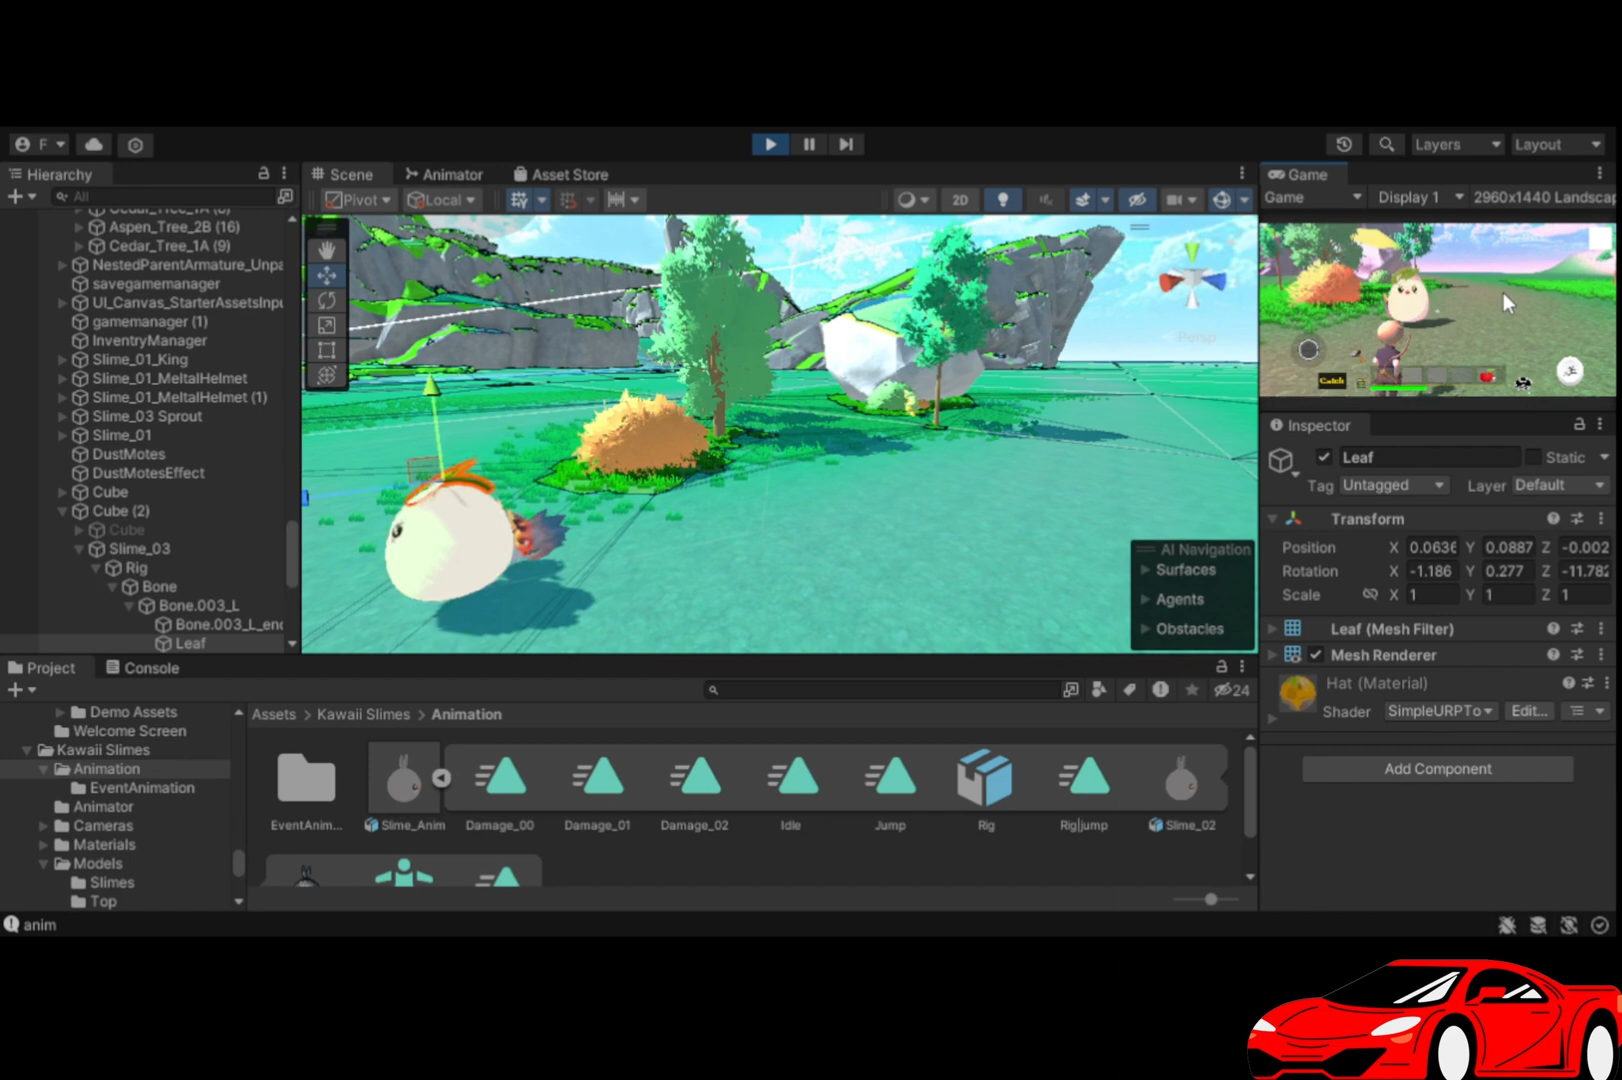 F
Layers
Layout
Hierarchy
Scene
Animator
Asset Store
Game
All
Pivot
Local
2D
Game
Display 1
2960x1440 Landscap
Cedar_Tree_1A (8)
Aspen_Tree_2B (16)
Cedar_Tree_1A (9)
NestedParentArmature_Unpa
savegamemanager
UI_Canvas_StarterAssetsInpu
gamemanager (1)
InventryManager
Slime_01_King
Slime_01_MeltalHelmet
Slime_01_MeltalHelmet (1)
Slime_03 Sprout
Slime_01
DustMotes
DustMotesEffect
Cube
Cube (2)
Cube
Slime_03
Rig
Bone
Bone.003_L
Bone.003_L_end
Leaf
Persp
AI Navigation
Surfaces
Agents
Obstacles
Catch
Inspector
Leaf
Static
Tag Untagged
Layer Default
Transform
Position X 0.0636 Y 0.0887 Z -0.002
Rotation X -1.186 Y 0.277 Z -11.782
Scale X 1 Y 1 Z 1
Leaf (Mesh Filter)
Mesh Renderer
Hat (Material)
Shader SimpleURPTo Edit...
Add Component
Project
Console
24
Demo Assets
Welcome Screen
Kawaii Slimes
Animation
EventAnimation
Animator
Cameras
Materials
Models
Slimes
Top
Assets > Kawaii Slimes > Animation
EventAnim...
Slime_Anim
Damage_00
Damage_01
Damage_02
Idle
Jump
Rig
Rig|jump
Slime_02
anim